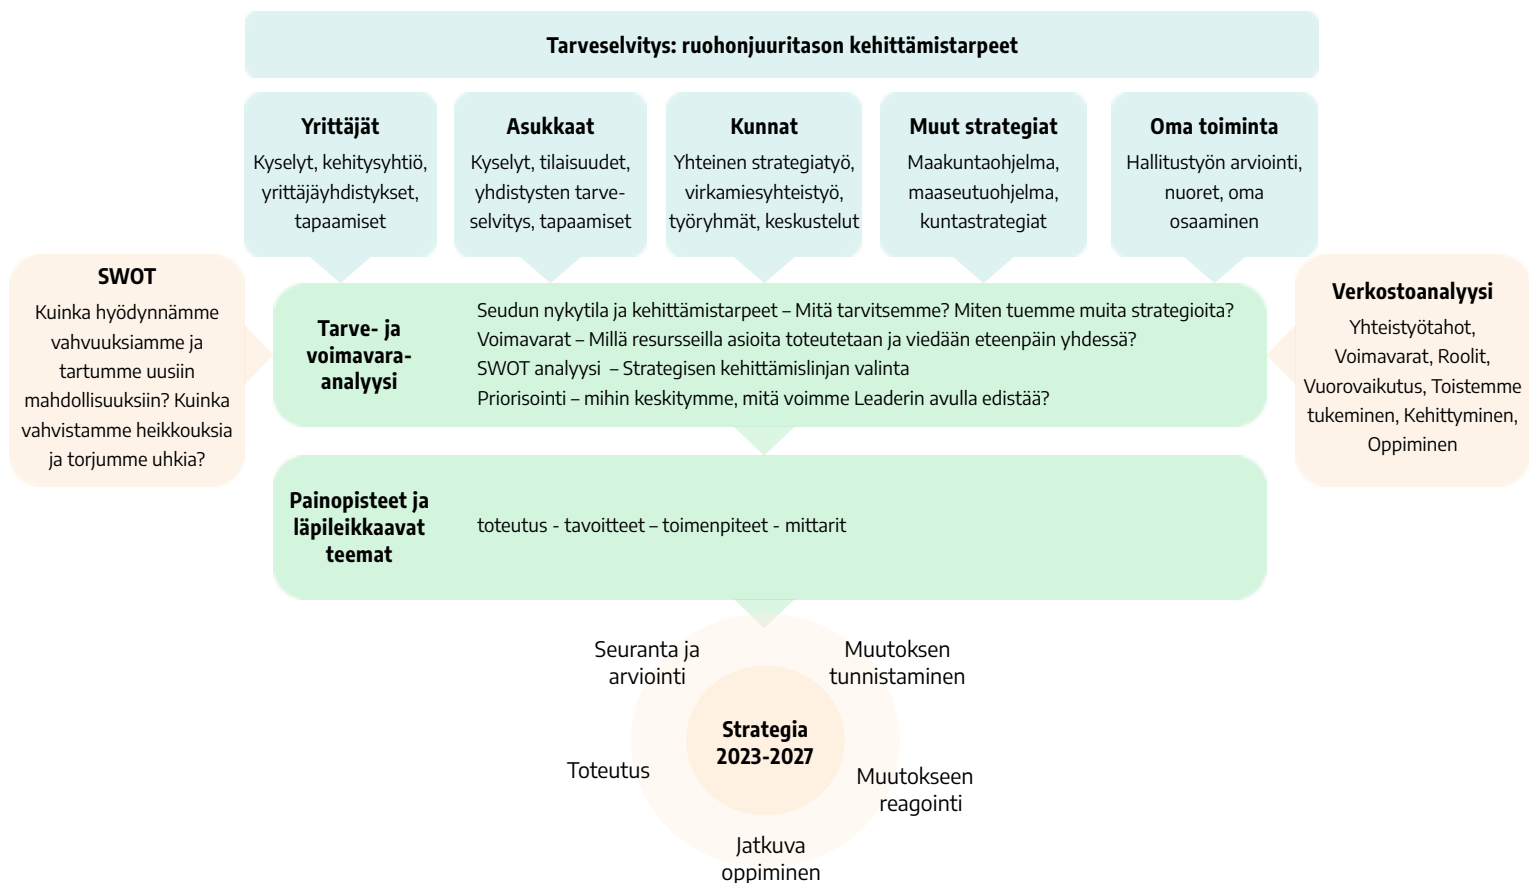 Tarveselvitys: ruohonjuuritason kehittämistarpeet
Yrittäjät
Kyselyt, kehitysyhtiö,
yrittäjäyhdistykset,
tapaamiset
Asukkaat
Kyselyt, tilaisuudet,
yhdistysten tarve-
selvitys, tapaamiset
Kunnat
Yhteinen strategiatyö,
virkamiesyhteistyö,
työryhmät, keskustelut
Muut strategiat
Maakuntaohjelma,
maaseutuohjelma,
kuntastrategiat
Oma toiminta
Hallitustyön arviointi,
nuoret, oma
osaaminen
SWOT
Kuinka hyödynnämme
vahvuuksiamme ja
tartumme uusiin
mahdollisuuksiin? Kuinka
vahvistamme heikkouksia
ja torjumme uhkia?
Tarve- ja
voimavara-
analyysi
Seudun nykytila ja kehittämistarpeet – Mitä tarvitsemme? Miten tuemme muita strategioita?
Voimavarat – Millä resursseilla asioita toteutetaan ja viedään eteenpäin yhdessä?
SWOT analyysi – Strategisen kehittämislinjan valinta
Priorisointi – mihin keskitymme, mitä voimme Leaderin avulla edistää?
Verkostoanalyysi
Yhteistyötahot,
Voimavarat, Roolit,
Vuorovaikutus, Toistemme
tukeminen, Kehittyminen,
Oppiminen
Painopisteet ja
läpileikkaavat
teemat
toteutus - tavoitteet – toimenpiteet - mittarit
Seuranta ja
arviointi
Muutoksen
tunnistaminen
Strategia
2023-2027
Toteutus
Muutokseen
reagointi
Jatkuva
oppiminen